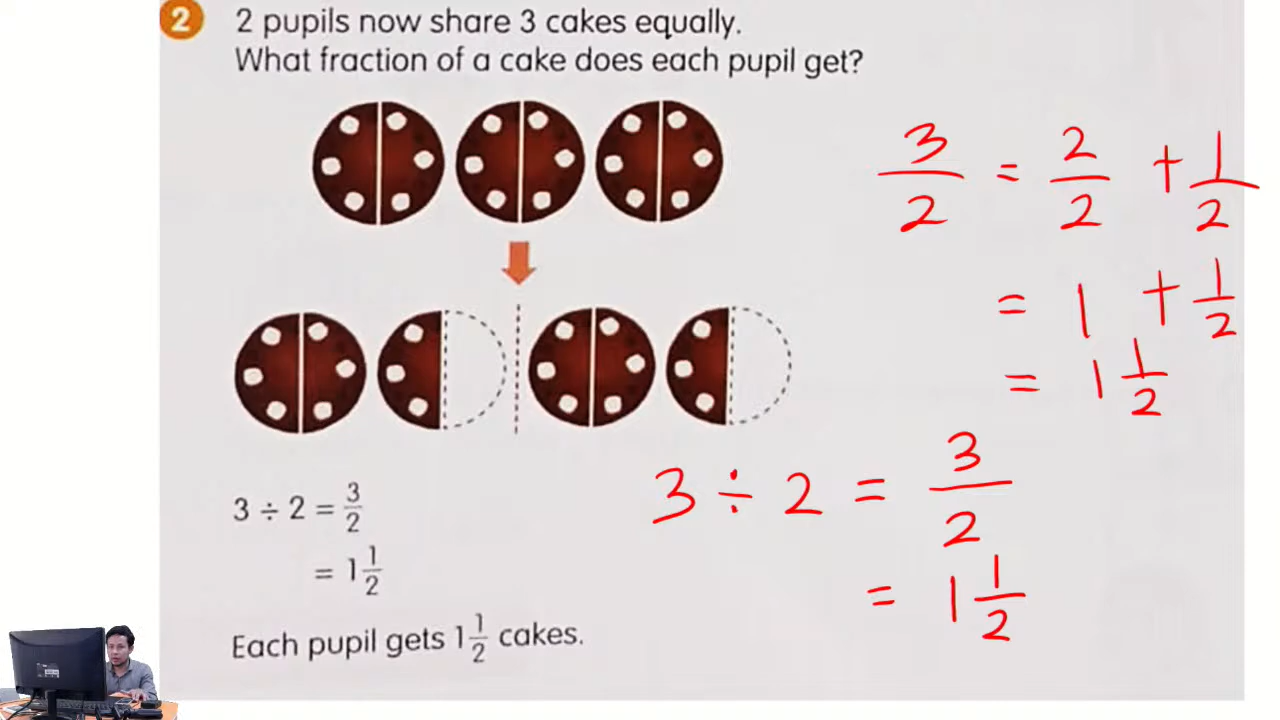 2
2 pupils now share 3 cakes equally.
What fraction of a cake does each pupil get?
3/2 = 2/2 + 1/2
= 1 + 1/2
= 1 1/2
3 ÷ 2 = 3/2
= 1 1/2
3 ÷ 2 = 3/2
= 1 1/2
Each pupil gets 1 1/2 cakes.